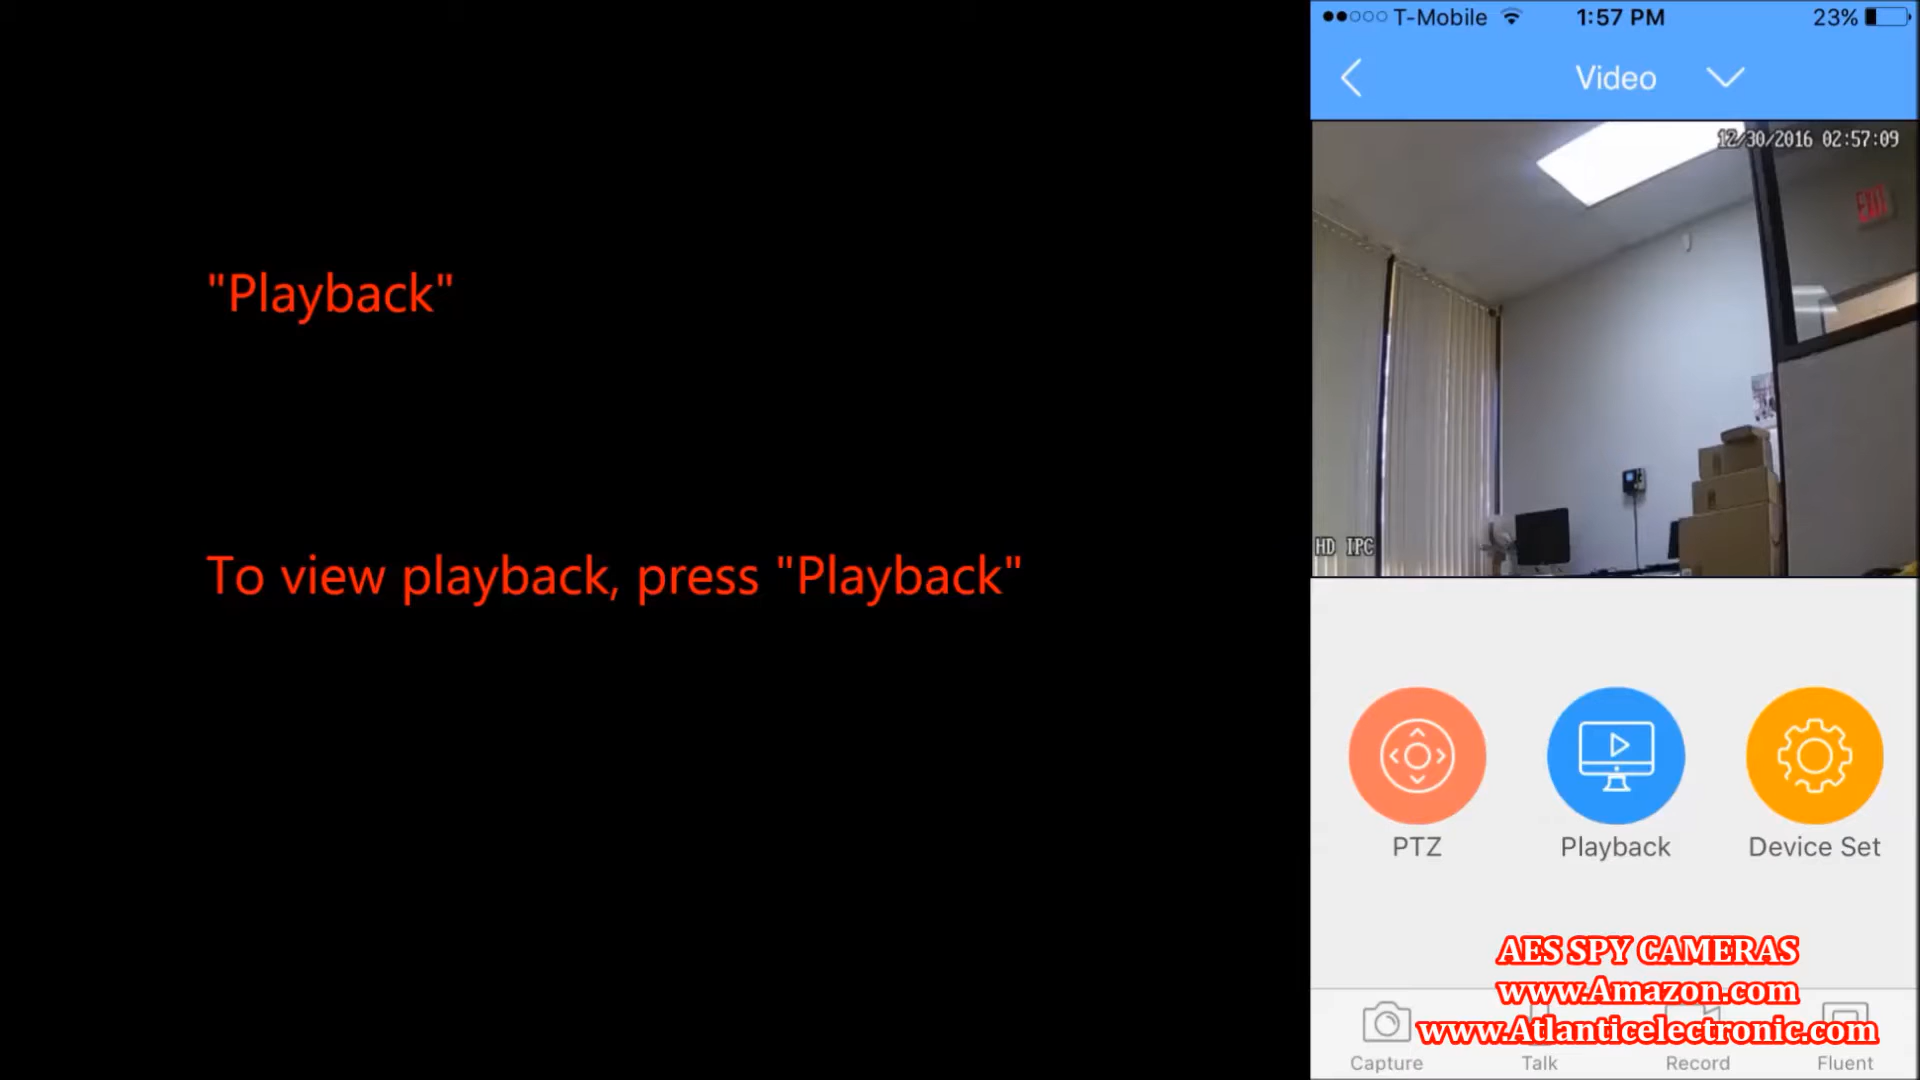 "Playback"
To view playback, press "Playback"
T-Mobile 1:57 PM 23%
Video
12/30/2016 02:57:09
EXIT
HD IPC
PTZ Playback Device Set
AES SPY CAMERAS
www.Amazon.com
www.Atlanticelectronic.com
Capture Talk Record Fluent